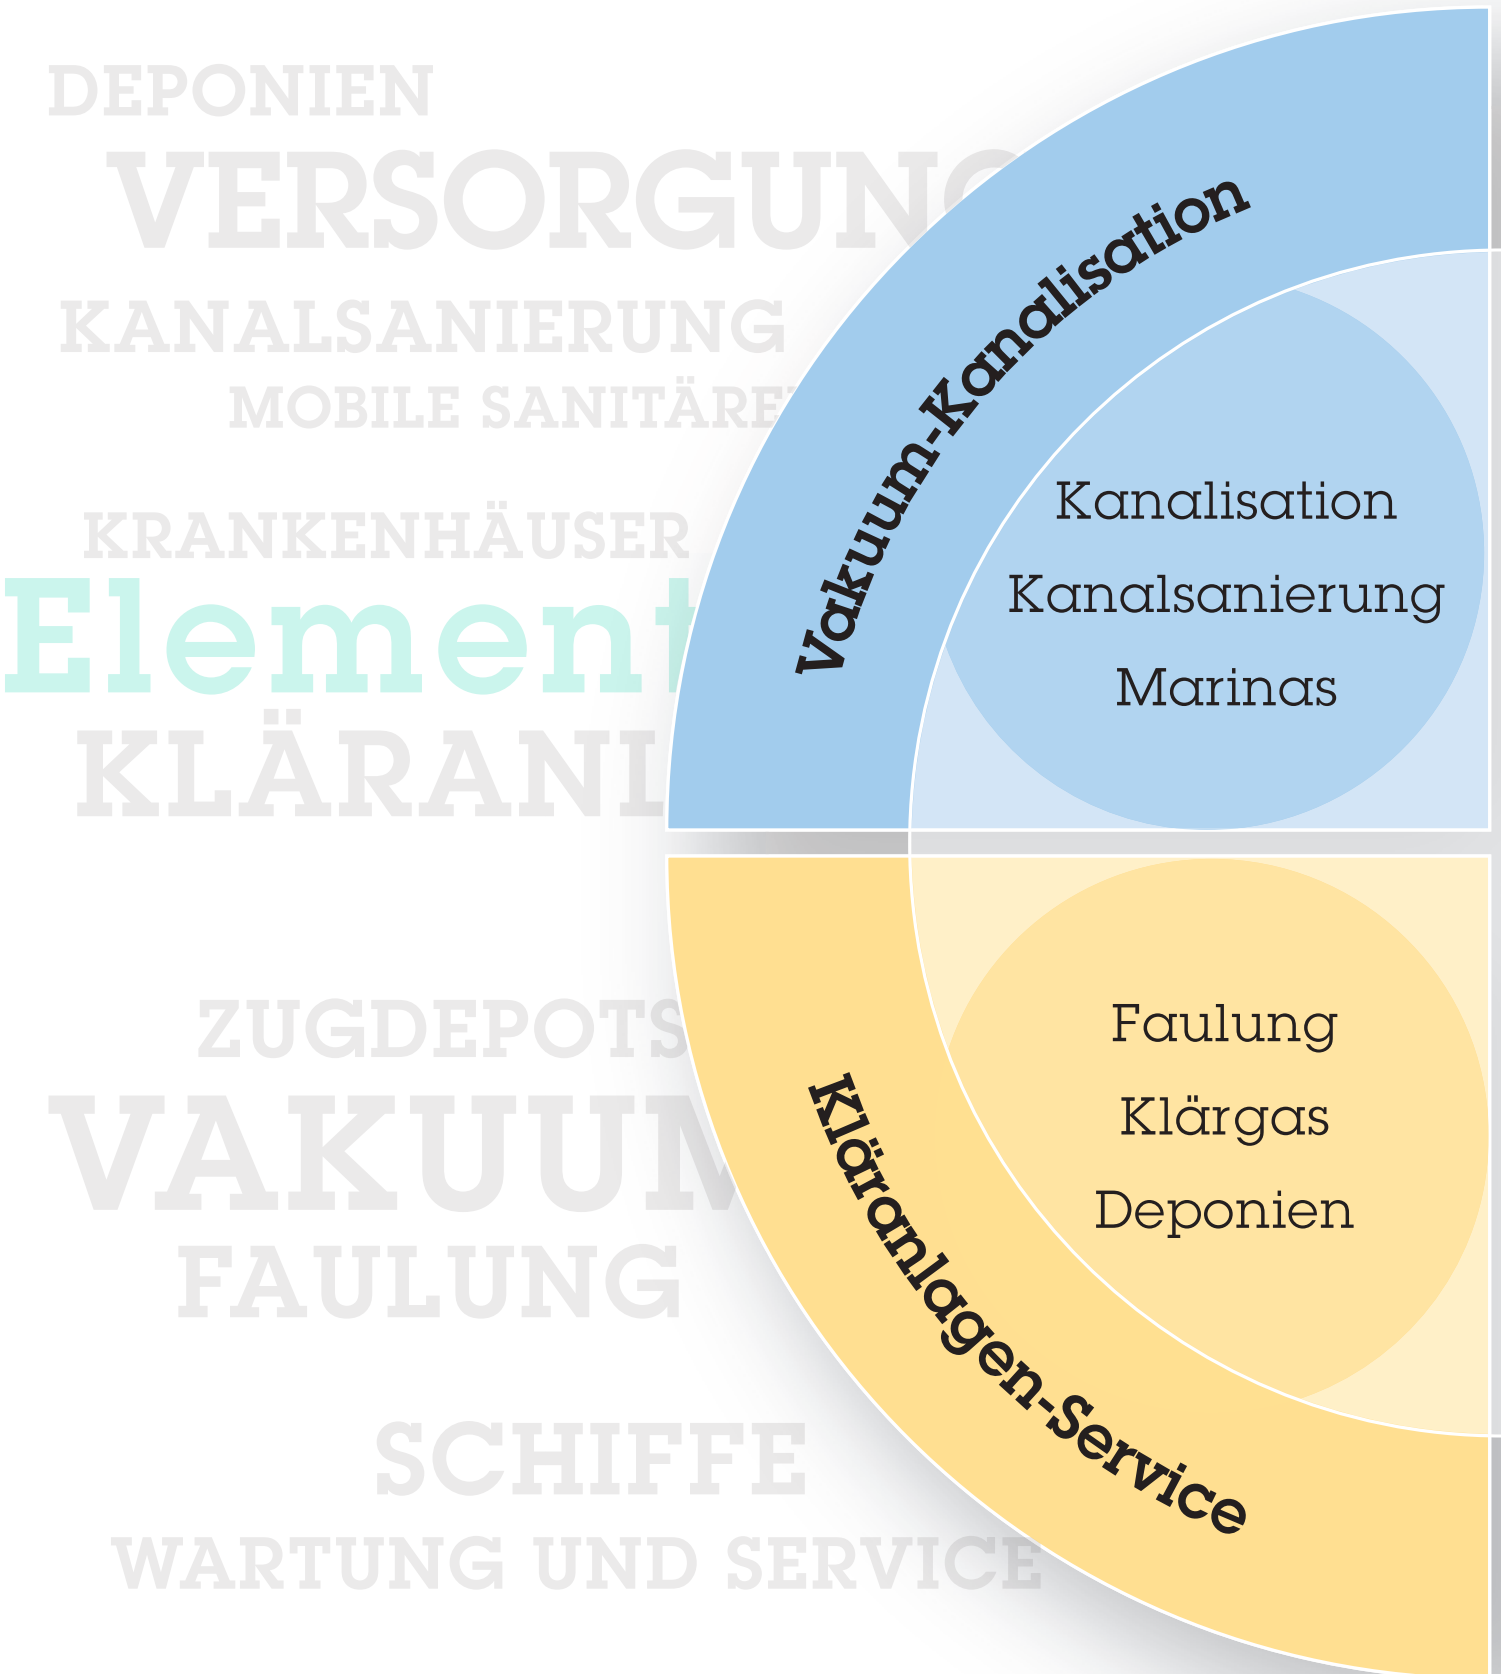 DEPONIEN
VERSORGUNG
KANALSANIERUNG
MOBILE SANITÄRE
KRANKENHÄUSER
Element
KLÄRANL
ZUGDEPOTS
VAKUUM
FAULUNG
SCHIFFE
WARTUNG UND SERVICE
Vakuum-Kanalisation
Kanalisation
Kanalsanierung
Marinas
Faulung
Klärgas
Deponien
Kläranlagen-Service